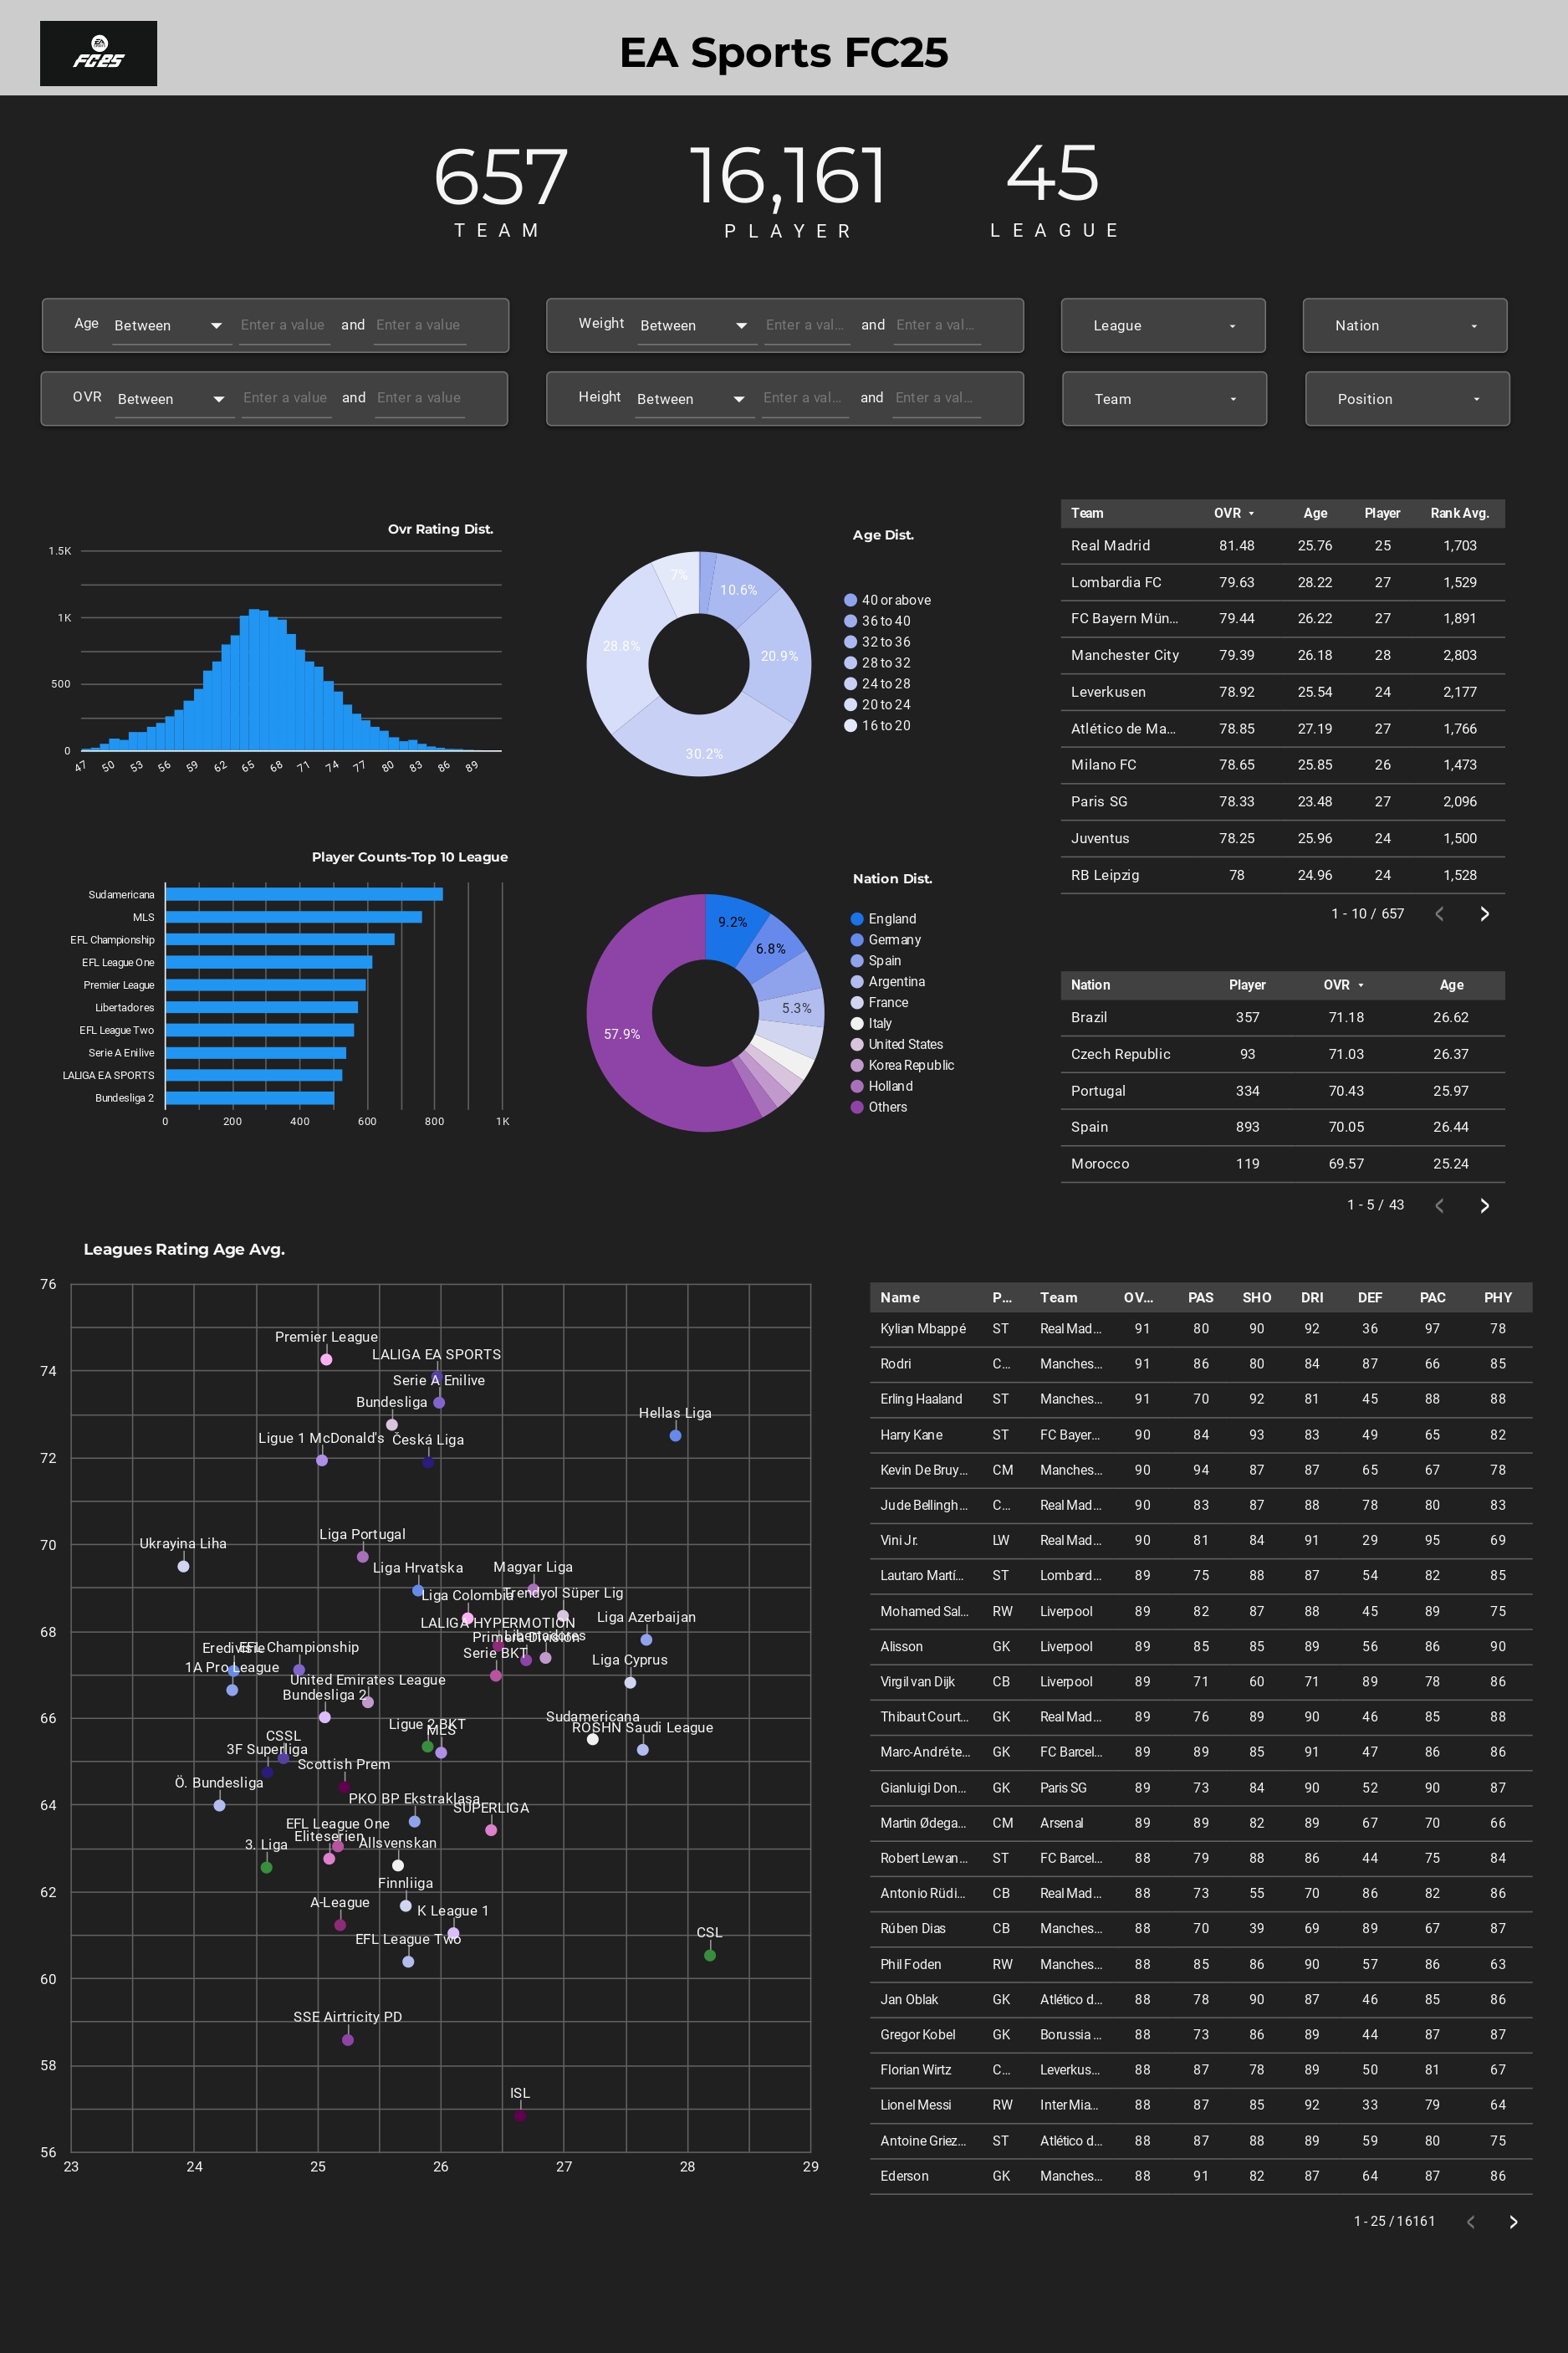 EA SPORTS
FC25
EA Sports FC25
657
TEAM
16,161
PLAYER
45
LEAGUE
Age Between Enter a value and Enter a value
Weight Between Enter a val... and Enter a val...
League
Nation
OVR Between Enter a value and Enter a value
Height Between Enter a val... and Enter a val...
Team
Position
Ovr Rating Dist.
1.5K
1K
500
0
47 50 53 56 59 62 65 68 71 74 77 80 83 86 89
Age Dist.
7%
10.6%
28.8%
20.9%
30.2%
40 or above
36 to 40
32 to 36
28 to 32
24 to 28
20 to 24
16 to 20
Team OVR Age Player Rank Avg.
Real Madrid 81.48 25.76 25 1,703
Lombardia FC 79.63 28.22 27 1,529
FC Bayern Mün... 79.44 26.22 27 1,891
Manchester City 79.39 26.18 28 2,803
Leverkusen 78.92 25.54 24 2,177
Atlético de Ma... 78.85 27.19 27 1,766
Milano FC 78.65 25.85 26 1,473
Paris SG 78.33 23.48 27 2,096
Juventus 78.25 25.96 24 1,500
RB Leipzig 78 24.96 24 1,528
1 - 10 / 657
Player Counts-Top 10 League
Sudamericana
MLS
EFL Championship
EFL League One
Premier League
Libertadores
EFL League Two
Serie A Enilive
LALIGA EA SPORTS
Bundesliga 2
0 200 400 600 800 1K
Nation Dist.
9.2%
6.8%
5.3%
57.9%
England
Germany
Spain
Argentina
France
Italy
United States
Korea Republic
Holland
Others
Nation Player OVR Age
Brazil 357 71.18 26.62
Czech Republic 93 71.03 26.37
Portugal 334 70.43 25.97
Spain 893 70.05 26.44
Morocco 119 69.57 25.24
1 - 5 / 43
Leagues Rating Age Avg.
76
74
72
70
68
66
64
62
60
58
56
23 24 25 26 27 28 29
Premier League
LALIGA EA SPORTS
Serie A Enilive
Bundesliga
Hellas Liga
Ligue 1 McDonald's
Česká Liga
Liga Portugal
Ukrayina Liha
Liga Hrvatska
Magyar Liga
Liga Colombia
Trendyol Süper Lig
Liga Azerbaijan
LALIGA HYPERMOTION
Primera División
Libertadores
Eredivisie
EFL Championship
Serie BKT
Liga Cyprus
1A Pro League
United Emirates League
Bundesliga 2
Sudamericana
Ligue 2 BKT
MLS
ROSHN Saudi League
CSSL
3F Superliga
Scottish Prem
Ö. Bundesliga
PKO BP Ekstraklasa
SUPERLIGA
EFL League One
Eliteserien
Allsvenskan
3. Liga
Finnliiga
A-League
K League 1
EFL League Two
CSL
SSE Airtricity PD
ISL
Name P... Team OV... PAS SHO DRI DEF PAC PHY
Kylian Mbappé ST Real Mad... 91 80 90 92 36 97 78
Rodri C... Manches... 91 86 80 84 87 66 85
Erling Haaland ST Manches... 91 70 92 81 45 88 88
Harry Kane ST FC Bayer... 90 84 93 83 49 65 82
Kevin De Bruy... CM Manches... 90 94 87 87 65 67 78
Jude Bellingh... C... Real Mad... 90 83 87 88 78 80 83
Vini Jr. LW Real Mad... 90 81 84 91 29 95 69
Lautaro Martí... ST Lombard... 89 75 88 87 54 82 85
Mohamed Sal... RW Liverpool 89 82 87 88 45 89 75
Alisson GK Liverpool 89 85 85 89 56 86 90
Virgil van Dijk CB Liverpool 89 71 60 71 89 78 86
Thibaut Court... GK Real Mad... 89 76 89 90 46 85 88
Marc-André te... GK FC Barcel... 89 89 85 91 47 86 86
Gianluigi Don... GK Paris SG 89 73 84 90 52 90 87
Martin Ødega... CM Arsenal 89 89 82 89 67 70 66
Robert Lewan... ST FC Barcel... 88 79 88 86 44 75 84
Antonio Rüdi... CB Real Mad... 88 73 55 70 86 82 86
Rúben Dias CB Manches... 88 70 39 69 89 67 87
Phil Foden RW Manches... 88 85 86 90 57 86 63
Jan Oblak GK Atlético d... 88 78 90 87 46 85 86
Gregor Kobel GK Borussia ... 88 73 86 89 44 87 87
Florian Wirtz C... Leverkus... 88 87 78 89 50 81 67
Lionel Messi RW Inter Mia... 88 87 85 92 33 79 64
Antoine Griez... ST Atlético d... 88 87 88 89 59 80 75
Ederson GK Manches... 88 91 82 87 64 87 86
1 - 25 / 16161